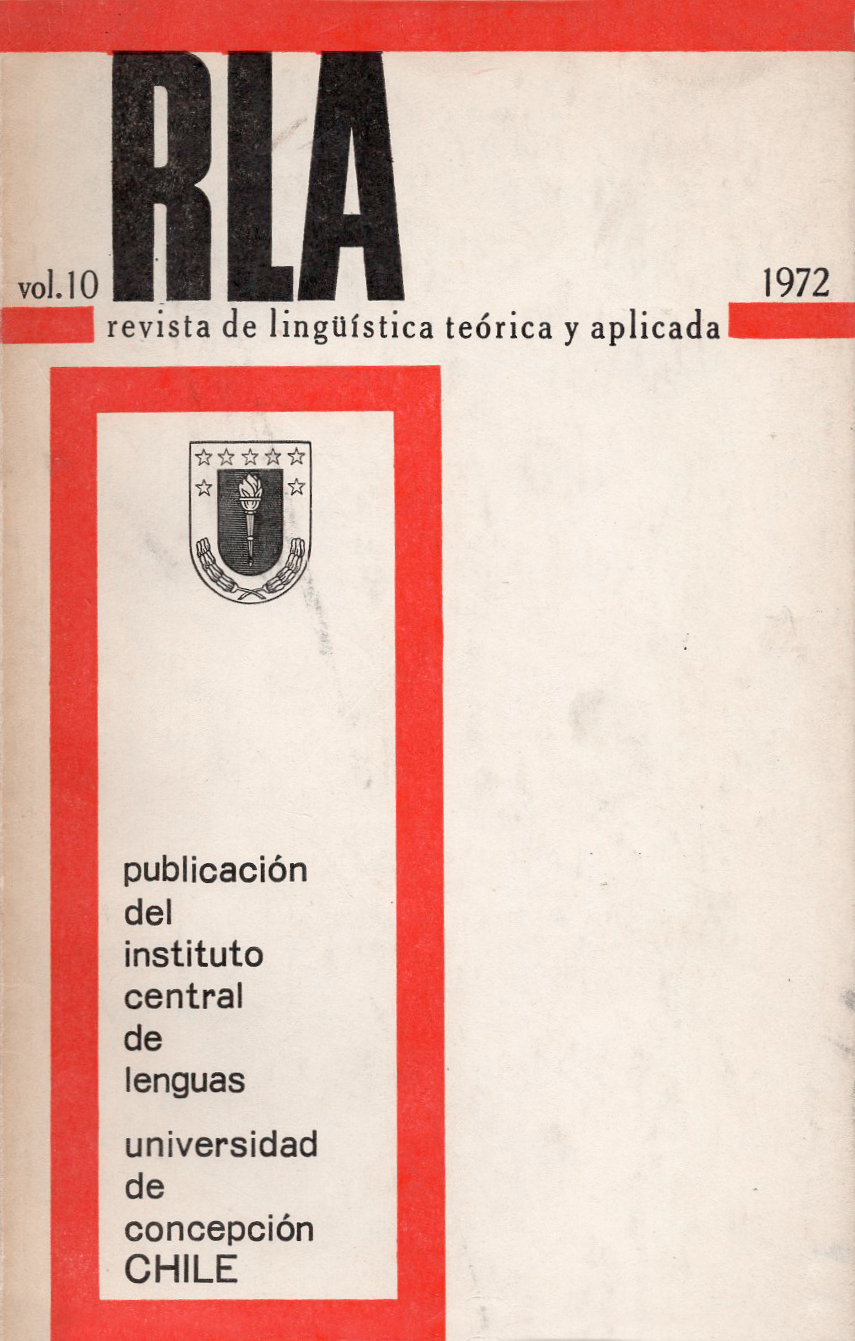 RLA
vol.10
1972
revista de lingüística teórica y aplicada
publicación
del
instituto
central
de
lenguas
universidad
de
concepción
CHILE